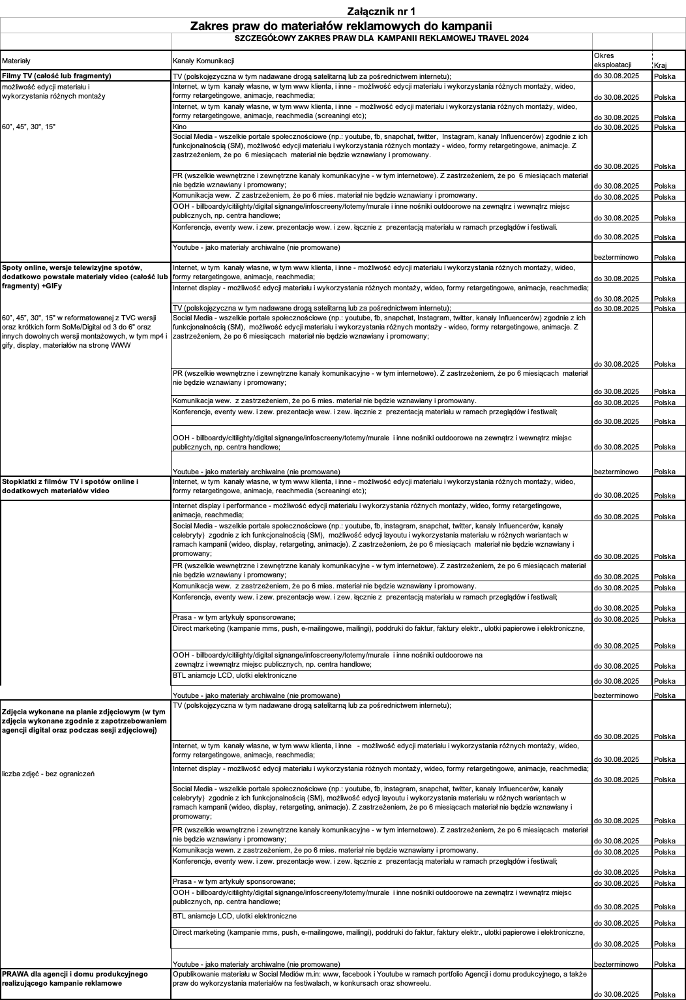 Załącznik nr 1
Zakres praw do materiałów reklamowych do kampanii
SZCZEGÓŁOWY ZAKRES PRAW DLA KAMPANII REKLAMOWEJ TRAVEL 2024
Materiały
Kanały Komunikacji
Okres
eksploatacji
Kraj
Filmy TV (całość lub fragmenty)
TV (polskojęzyczna w tym nadawane drogą satelitarną lub za pośrednictwem internetu);
do 30.08.2025
Polska
możliwość edycji materiału i
wykorzystania różnych montaży
Internet, w tym kanały własne, w tym www klienta, i inne - możliwość edycji materiału i wykorzystania różnych montaży, wideo,
formy retargetingowe, animacje, reachmedia;
do 30.08.2025
Polska
Internet, w tym kanały własne, w tym www klienta, i inne - możliwość edycji materiału i wykorzystania różnych montaży, wideo,
formy retargetingowe, animacje, reachmedia (screaningi etc);
do 30.08.2025
Polska
60”, 45”, 30", 15"
Kino
do 30.08.2025
Polska
Social Media - wszelkie portale społecznościowe (np.: youtube, fb, snapchat, twitter, Instagram, kanały Influencerów) zgodnie z ich
funkcjonalnością (SM), możliwość edycji materiału i wykorzystania różnych montaży - wideo, formy retargetingowe, animacje. Z
zastrzeżeniem, że po 6 miesiącach materiał nie będzie wznawiany i promowany.
do 30.08.2025
Polska
PR (wszelkie wewnętrzne i zewnętrzne kanały komunikacyjne - w tym internetowe). Z zastrzeżeniem, że po 6 miesiącach materiał
nie będzie wznawiany i promowany;
do 30.08.2025
Polska
Komunikacja wew. Z zastrzeżeniem, że po 6 mies. materiał nie będzie wznawiany i promowany.
do 30.08.2025
Polska
OOH - billboardy/citilighty/digital signange/infoscreeny/totemy/murale i inne nośniki outdoorowe na zewnątrz i wewnątrz miejsc
publicznych, np. centra handlowe;
do 30.08.2025
Polska
Konferencje, eventy wew. i zew. prezentacje wew. i zew. łącznie z prezentacją materiału w ramach przeglądów i festiwali.
do 30.08.2025
Polska
Youtube - jako materiały archiwalne (nie promowane)
bezterminowo
Polska
Spoty online, wersje telewizyjne spotów,
dodatkowo powstałe materiały video (całość lub
fragmenty) +GIFy
Internet, w tym kanały własne, w tym www klienta, i inne - możliwość edycji materiału i wykorzystania różnych montaży, wideo,
formy retargetingowe, animacje, reachmedia;
do 30.08.2025
Polska
Internet display - możliwość edycji materiału i wykorzystania różnych montaży, wideo, formy retargetingowe, animacje, reachmedia;
do 30.08.2025
Polska
TV (polskojęzyczna w tym nadawane drogą satelitarną lub za pośrednictwem internetu);
do 30.08.2025
Polska
60”, 45”, 30", 15" w reformatowanej z TVC wersji
oraz krótkich form SoMe/Digital od 3 do 6" oraz
innych dowolnych wersji montażowych, w tym mp4 i
gify, display, materiałów na stronę WWW
Social Media - wszelkie portale społecznościowe (np.: youtube, fb, snapchat, Instagram, twitter, kanały Influencerów) zgodnie z ich
funkcjonalnością (SM), możliwość edycji materiału i wykorzystania różnych montaży - wideo, formy retargetingowe, animacje. Z
zastrzeżeniem, że po 6 miesiącach materiał nie będzie wznawiany i promowany;
do 30.08.2025
Polska
PR (wszelkie wewnętrzne i zewnętrzne kanały komunikacyjne - w tym internetowe). Z zastrzeżeniem, że po 6 miesiącach materiał
nie będzie wznawiany i promowany;
do 30.08.2025
Polska
Komunikacja wew. z zastrzeżeniem, że po 6 mies. materiał nie będzie wznawiany i promowany.
do 30.08.2025
Polska
Konferencje, eventy wew. i zew. prezentacje wew. i zew. łącznie z prezentacją materiału w ramach przeglądów i festiwali;
do 30.08.2025
Polska
OOH - billboardy/citilighty/digital signange/infoscreeny/totemy/murale i inne nośniki outdoorowe na zewnątrz i wewnątrz miejsc
publicznych, np. centra handlowe;
do 30.08.2025
Polska
Youtube - jako materiały archiwalne (nie promowane)
bezterminowo
Polska
Stopklatki z filmów TV i spotów online i
dodatkowych materiałów video
Internet, w tym kanały własne, w tym www klienta, i inne - możliwość edycji materiału i wykorzystania różnych montaży, wideo,
formy retargetingowe, animacje, reachmedia (screaningi etc);
do 30.08.2025
Polska
Internet display i performance - możliwość edycji materiału i wykorzystania różnych montaży, wideo, formy retargetingowe,
animacje, reachmedia;
do 30.08.2025
Polska
Social Media - wszelkie portale społecznościowe (np.: youtube, fb, instagram, snapchat, twitter, kanały Influencerów, kanały
celebryty) zgodnie z ich funkcjonalnością (SM), możliwość edycji layoutu i wykorzystania materiału w różnych wariantach w
ramach kampanii (wideo, display, retargeting, animacje). Z zastrzeżeniem, że po 6 miesiącach materiał nie będzie wznawiany i
promowany;
do 30.08.2025
Polska
PR (wszelkie wewnętrzne i zewnętrzne kanały komunikacyjne - w tym internetowe). Z zastrzeżeniem, że po 6 miesiącach materiał
nie będzie wznawiany i promowany;
do 30.08.2025
Polska
Komunikacja wew. z zastrzeżeniem, że po 6 mies. materiał nie będzie wznawiany i promowany.
do 30.08.2025
Polska
Konferencje, eventy wew. i zew. prezentacje wew. i zew. łącznie z prezentacją materiału w ramach przeglądów i festiwali;
do 30.08.2025
Polska
Prasa - w tym artykuły sponsorowane;
do 30.08.2025
Polska
Direct marketing (kampanie mms, push, e-mailingowe, mailingi), poddruki do faktur, faktury elektr., ulotki papierowe i elektroniczne,
do 30.08.2025
Polska
OOH - billboardy/citilighty/digital signange/infoscreeny/totemy/murale i inne nośniki outdoorowe na
zewnątrz i wewnątrz miejsc publicznych, np. centra handlowe;
do 30.08.2025
Polska
BTL aniamcje LCD, ulotki elektroniczne
do 30.08.2025
Polska
Youtube - jako materiały archiwalne (nie promowane)
bezterminowo
Polska
Zdjęcia wykonane na planie zdjęciowym (w tym
zdjęcia wykonane zgodnie z zapotrzebowaniem
agencji digital oraz podczas sesji zdjęciowej)
TV (polskojęzyczna w tym nadawane drogą satelitarną lub za pośrednictwem internetu);
do 30.08.2025
Polska
Internet, w tym kanały własne, w tym www klienta, i inne - możliwość edycji materiału i wykorzystania różnych montaży, wideo,
formy retargetingowe, animacje, reachmedia;
do 30.08.2025
Polska
liczba zdjęć - bez ograniczeń
Internet display - możliwość edycji materiału i wykorzystania różnych montaży, wideo, formy retargetingowe, animacje, reachmedia;
do 30.08.2025
Polska
Social Media - wszelkie portale społecznościowe (np.: youtube, fb, instagram, snapchat, twitter, kanały Influencerów, kanały
celebryty) zgodnie z ich funkcjonalnością (SM), możliwość edycji layoutu i wykorzystania materiału w różnych wariantach w
ramach kampanii (wideo, display, retargeting, animacje). Z zastrzeżeniem, że po 6 miesiącach materiał nie będzie wznawiany i
promowany;
do 30.08.2025
Polska
PR (wszelkie wewnętrzne i zewnętrzne kanały komunikacyjne - w tym internetowe). Z zastrzeżeniem, że po 6 miesiącach materiał
nie będzie wznawiany i promowany;
do 30.08.2025
Polska
Komunikacja wewn. z zastrzeżeniem, że po 6 mies. materiał nie będzie wznawiany i promowany.
do 30.08.2025
Polska
Konferencje, eventy wew. i zew. prezentacje wew. i zew. łącznie z prezentacją materiału w ramach przeglądów i festiwali;
do 30.08.2025
Polska
Prasa - w tym artykuły sponsorowane;
do 30.08.2025
Polska
OOH - billboardy/citilighty/digital signange/infoscreeny/totemy/murale i inne nośniki outdoorowe na zewnątrz i wewnątrz miejsc
publicznych, np. centra handlowe;
do 30.08.2025
Polska
BTL aniamcje LCD, ulotki elektroniczne
do 30.08.2025
Polska
Direct marketing (kampanie mms, push, e-mailingowe, mailingi), poddruki do faktur, faktury elektr., ulotki papierowe i elektroniczne,
do 30.08.2025
Polska
Youtube - jako materiały archiwalne (nie promowane)
bezterminowo
Polska
PRAWA dla agencji i domu produkcyjnego
realizującego kampanie reklamowe
Opublikowanie materiału w Social Mediów m.in: www, facebook i Youtube w ramach portfolio Agencji i domu produkcyjnego, a także
praw do wykorzystania materiałów na festiwalach, w konkursach oraz showreelu.
do 30.08.2025
Polska